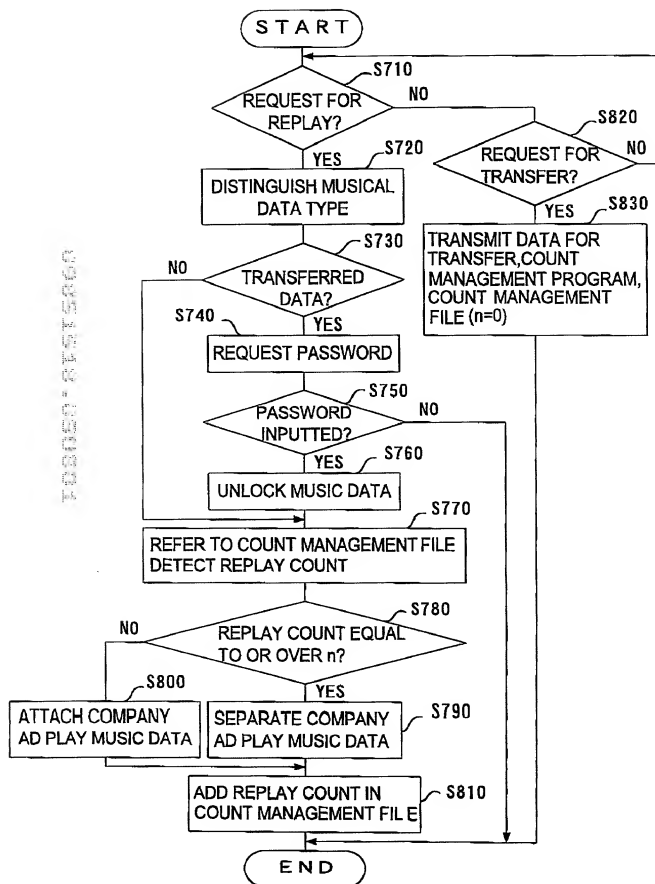 START
S710
REQUEST FOR
REPLAY?
NO
YES
S720
DISTINGUISH MUSICAL
DATA TYPE
S730
NO
TRANSFERRED
DATA?
YES
S740
REQUEST PASSWORD
S750
PASSWORD
INPUTTED?
NO
YES
S760
UNLOCK MUSIC DATA
S770
REFER TO COUNT MANAGEMENT FILE
DETECT REPLAY COUNT
S780
NO
REPLAY COUNT EQUAL
TO OR OVER n?
YES
S800
ATTACH COMPANY
AD PLAY MUSIC DATA
S790
SEPARATE COMPANY
AD PLAY MUSIC DATA
S810
ADD REPLAY COUNT IN
COUNT MANAGEMENT FILE
END
S820
REQUEST FOR
TRANSFER?
NO
YES
S830
TRANSMIT DATA FOR
TRANSFER,COUNT
MANAGEMENT PROGRAM,
COUNT MANAGEMENT
FILE (n=0)